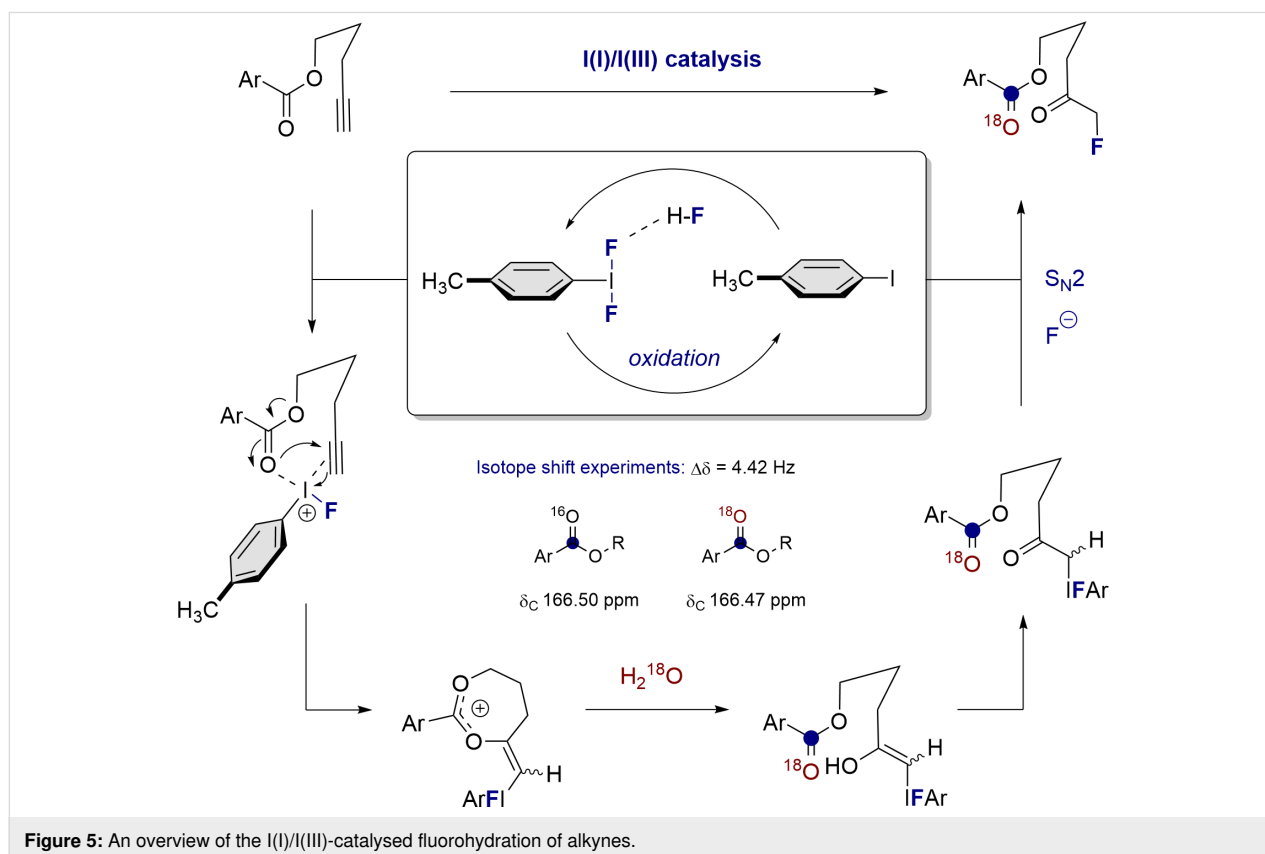 I(I)/I(III) catalysis
Ar
O
O
Ar
O
18O
O
F
H-F
F
H3C
I
F
H3C
I
oxidation
SN2
F⊖
Ar
O
O
I
F
⊕
H3C
Isotope shift experiments: Δδ = 4.42 Hz
16O
Ar
O
R
18O
Ar
O
R
δC 166.50 ppm
δC 166.47 ppm
Ar
O
18O
O
H
IFAr
O
⊕
Ar
O
H
ArFI
H218O
Ar
O
18O
HO
H
IFAr
Figure 5: An overview of the I(I)/I(III)-catalysed fluorohydration of alkynes.